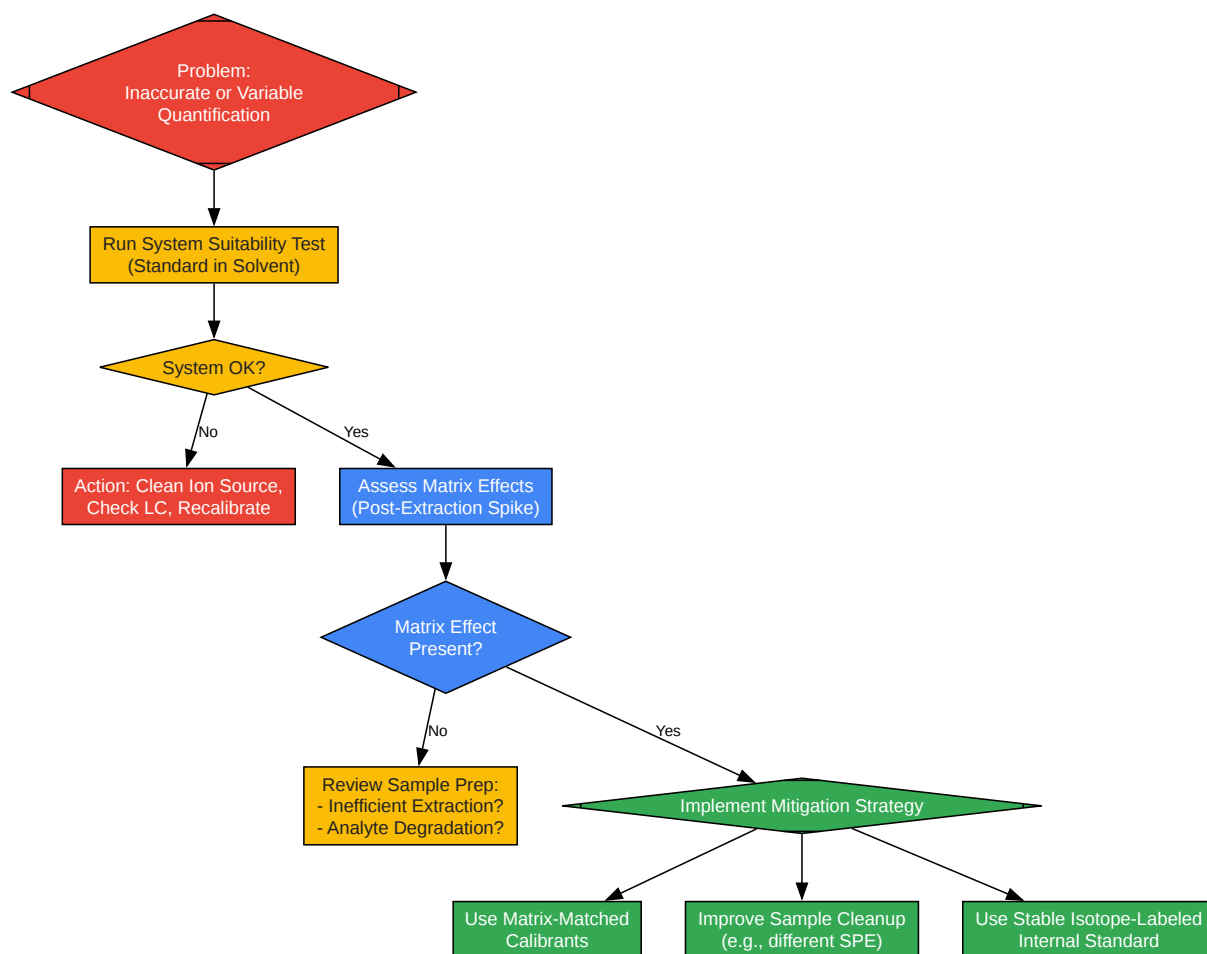 Problem:
Inaccurate or Variable
Quantification
Run System Suitability Test
(Standard in Solvent)
System OK?
No
Yes
Action: Clean Ion Source,
Check LC, Recalibrate
Assess Matrix Effects
(Post-Extraction Spike)
Matrix Effect
Present?
No
Yes
Review Sample Prep:
- Inefficient Extraction?
- Analyte Degradation?
Implement Mitigation Strategy
Use Matrix-Matched
Calibrants
Improve Sample Cleanup
(e.g., different SPE)
Use Stable Isotope-Labeled
Internal Standard